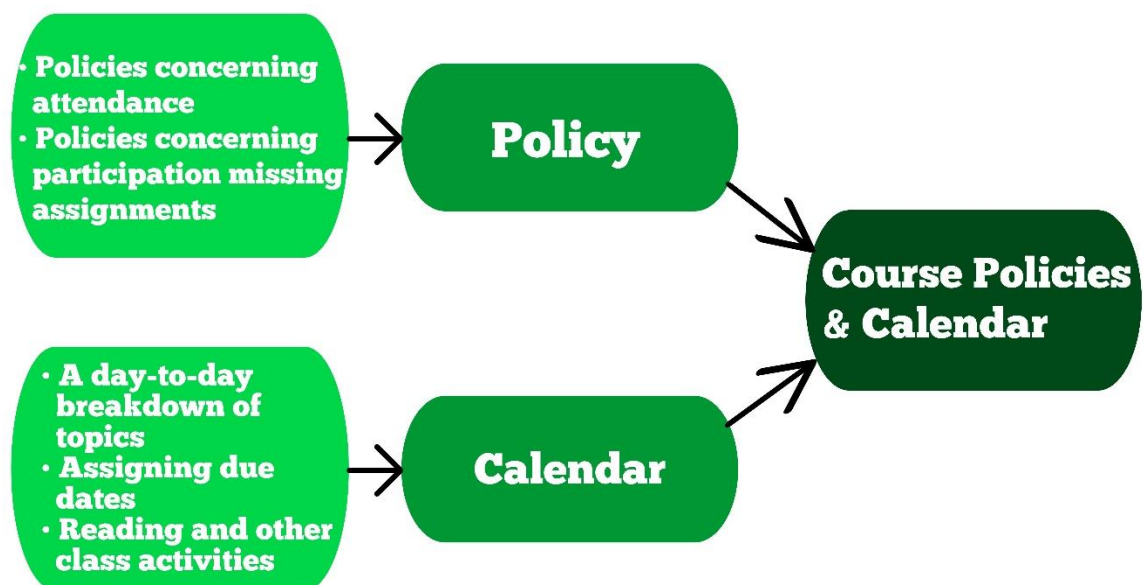 · Policies concerning
attendance
· Policies concerning
participation missing
assignments
Policy
Course Policies
& Calendar
· A day-to-day
breakdown of
topics
· Assigning due
dates
· Reading and other
class activities
Calendar